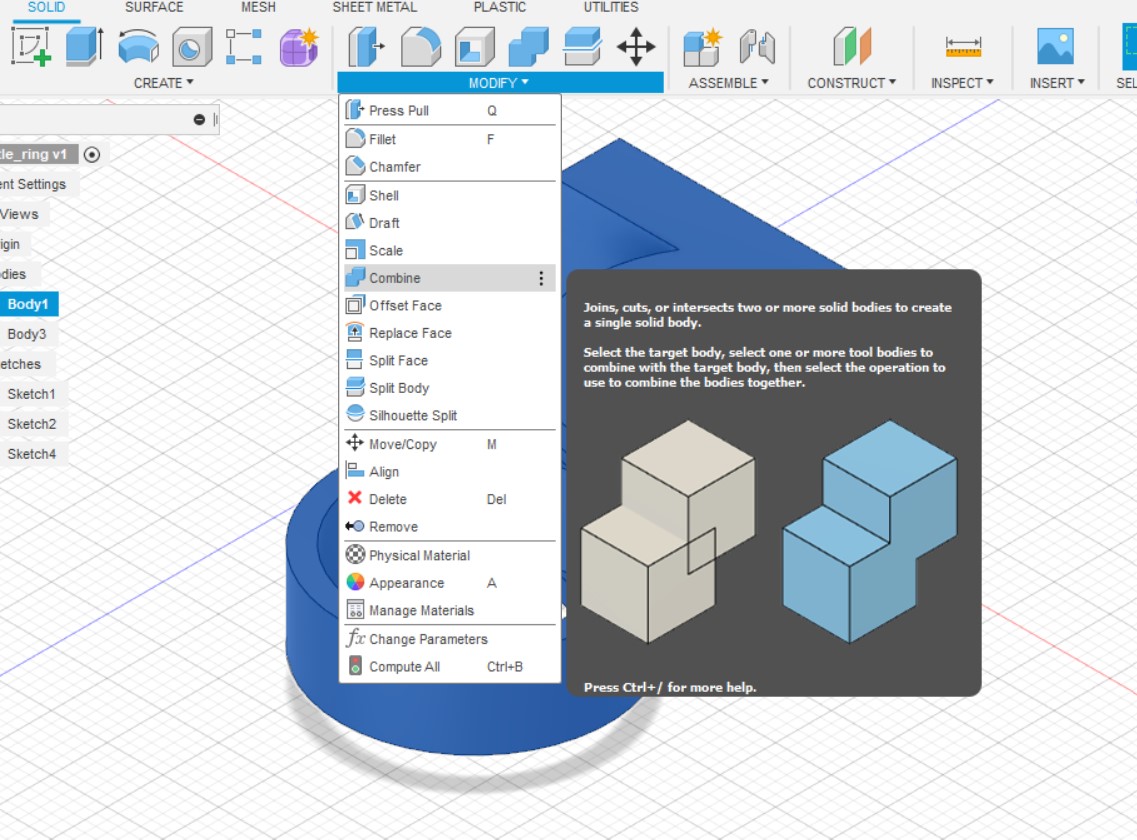 SOLID SURFACE MESH SHEET METAL PLASTIC UTILITIES
CREATE MODIFY ASSEMBLE CONSTRUCT INSPECT INSERT
Press Pull Q
Fillet F
Chamfer
Shell
Draft
Scale
Combine
Offset Face
Replace Face
Split Face
Split Body
Silhouette Split
Move/Copy M
Align
Delete Del
Remove
Physical Material
Appearance A
Manage Materials
fx Change Parameters
Compute All Ctrl+B
tle_ring v1
ent Settings
Views
igin
dies
Body1
Body3
etches
Sketch1
Sketch2
Sketch4
Joins, cuts, or intersects two or more solid bodies to create
a single solid body.
Select the target body, select one or more tool bodies to
combine with the target body, then select the operation to
use to combine the bodies together.
Press Ctrl+/ for more help.